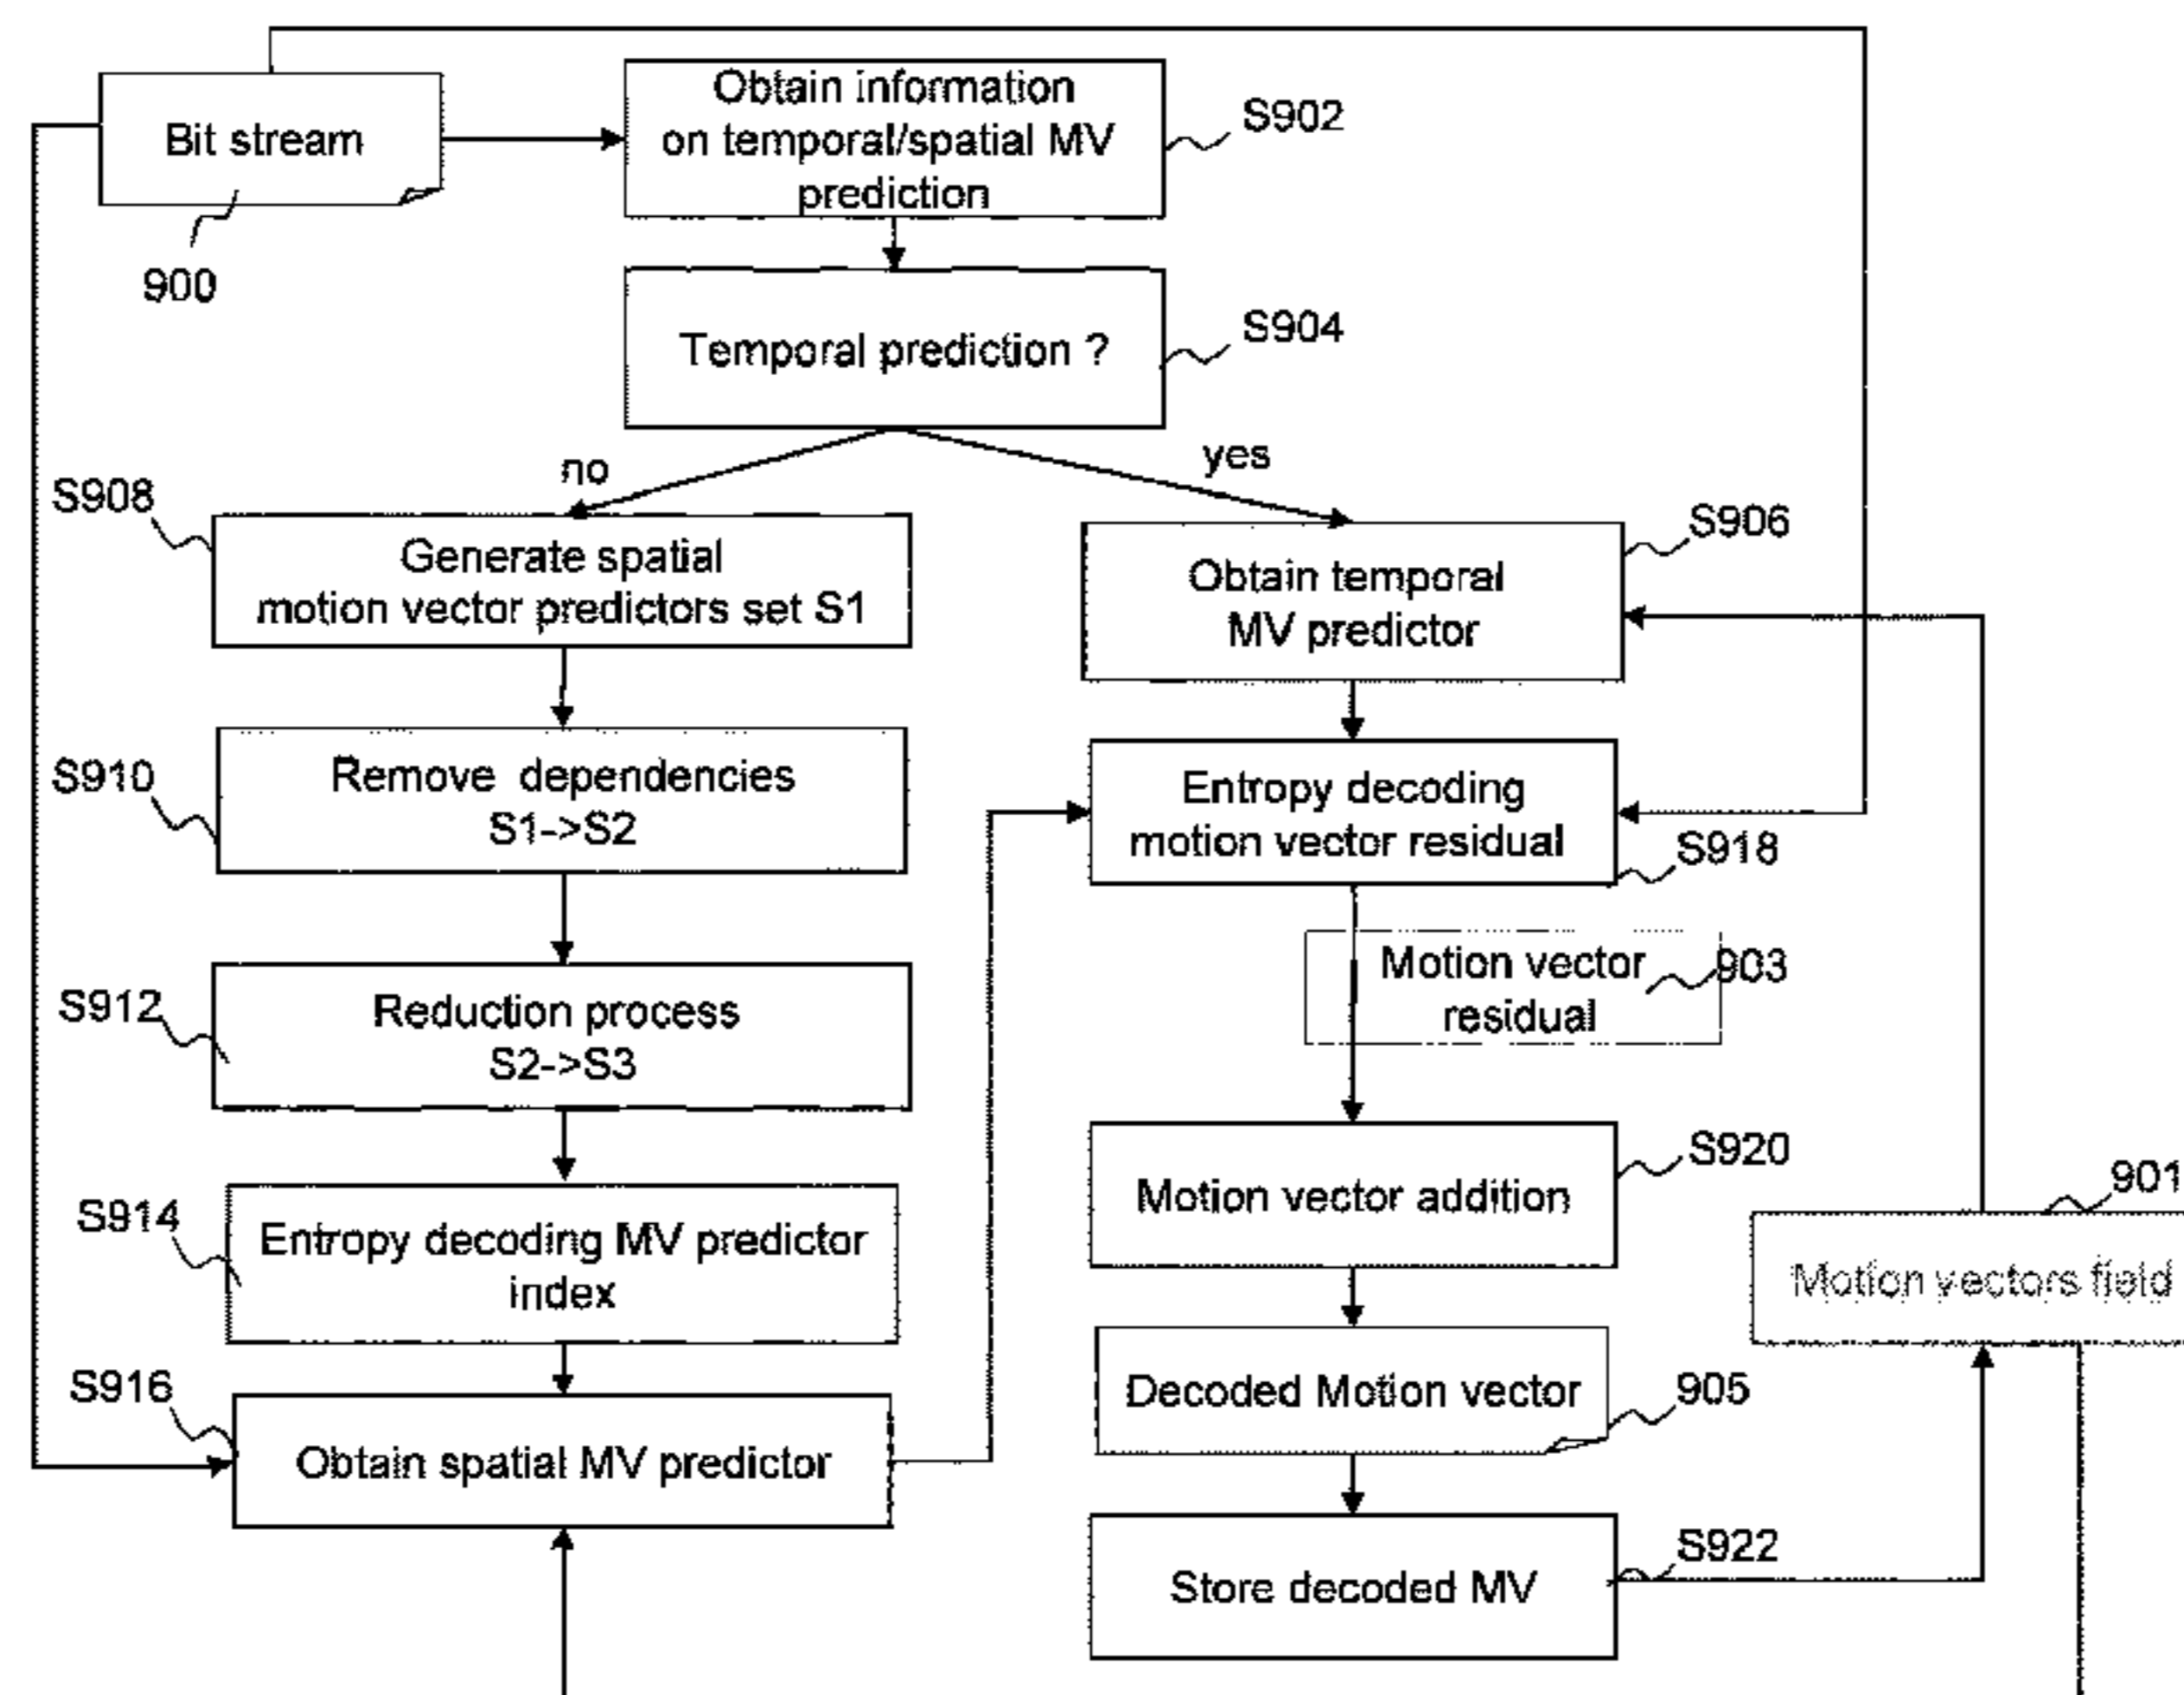 Bit stream
900
Obtain information
on temporal/spatial MV
prediction
S902
Temporal prediction ?
S904
no
yes
S908
Generate spatial
motion vector predictors set S1
S906
Obtain temporal
MV predictor
S910
Remove dependencies
S1->S2
Entropy decoding
motion vector residual
S918
Motion vector
residual
903
S912
Reduction process
S2->S3
S920
Motion vector addition
901
Motion vectors field
S914
Entropy decoding MV predictor
index
Decoded Motion vector
905
S916
Obtain spatial MV predictor
S922
Store decoded MV